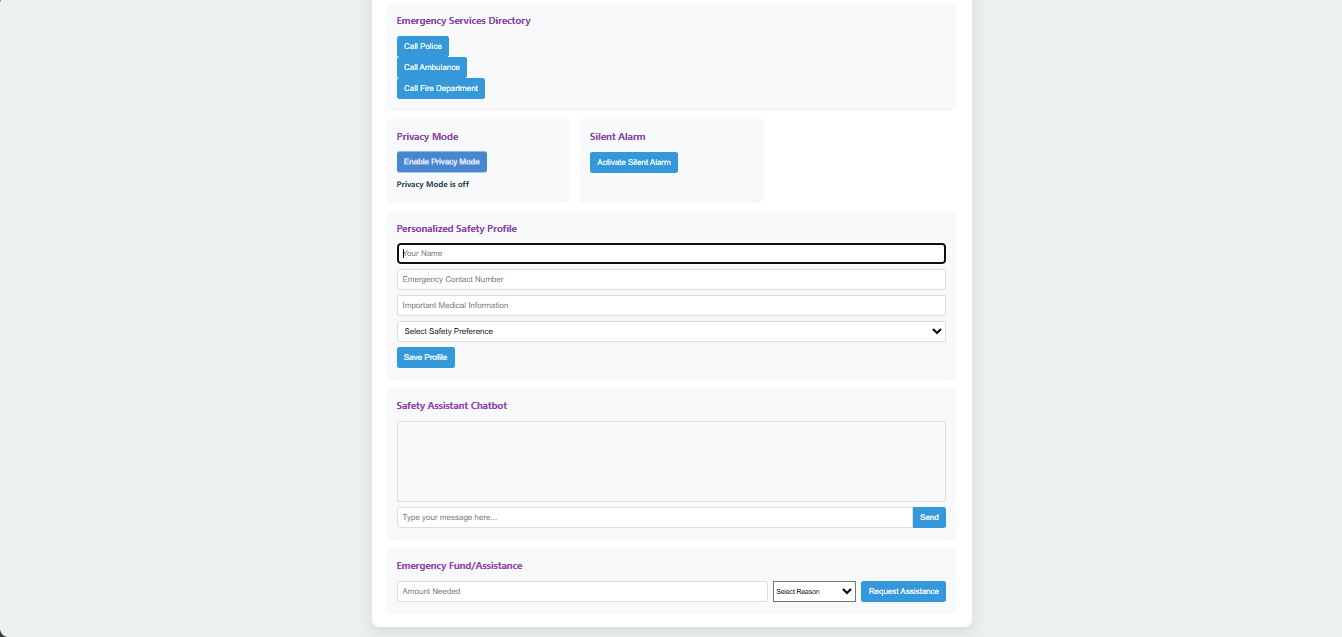 Emergency Services Directory
Call Police
Call Ambulance
Call Fire Department
Privacy Mode
Enable Privacy Mode
Privacy Mode is off
Silent Alarm
Activate Silent Alarm
Personalized Safety Profile
Your Name
Emergency Contact Number
Important Medical Information
Select Safety Preference
Save Profile
Safety Assistant Chatbot
Type your message here...
Send
Emergency Fund/Assistance
Amount Needed
Select Reason
Request Assistance